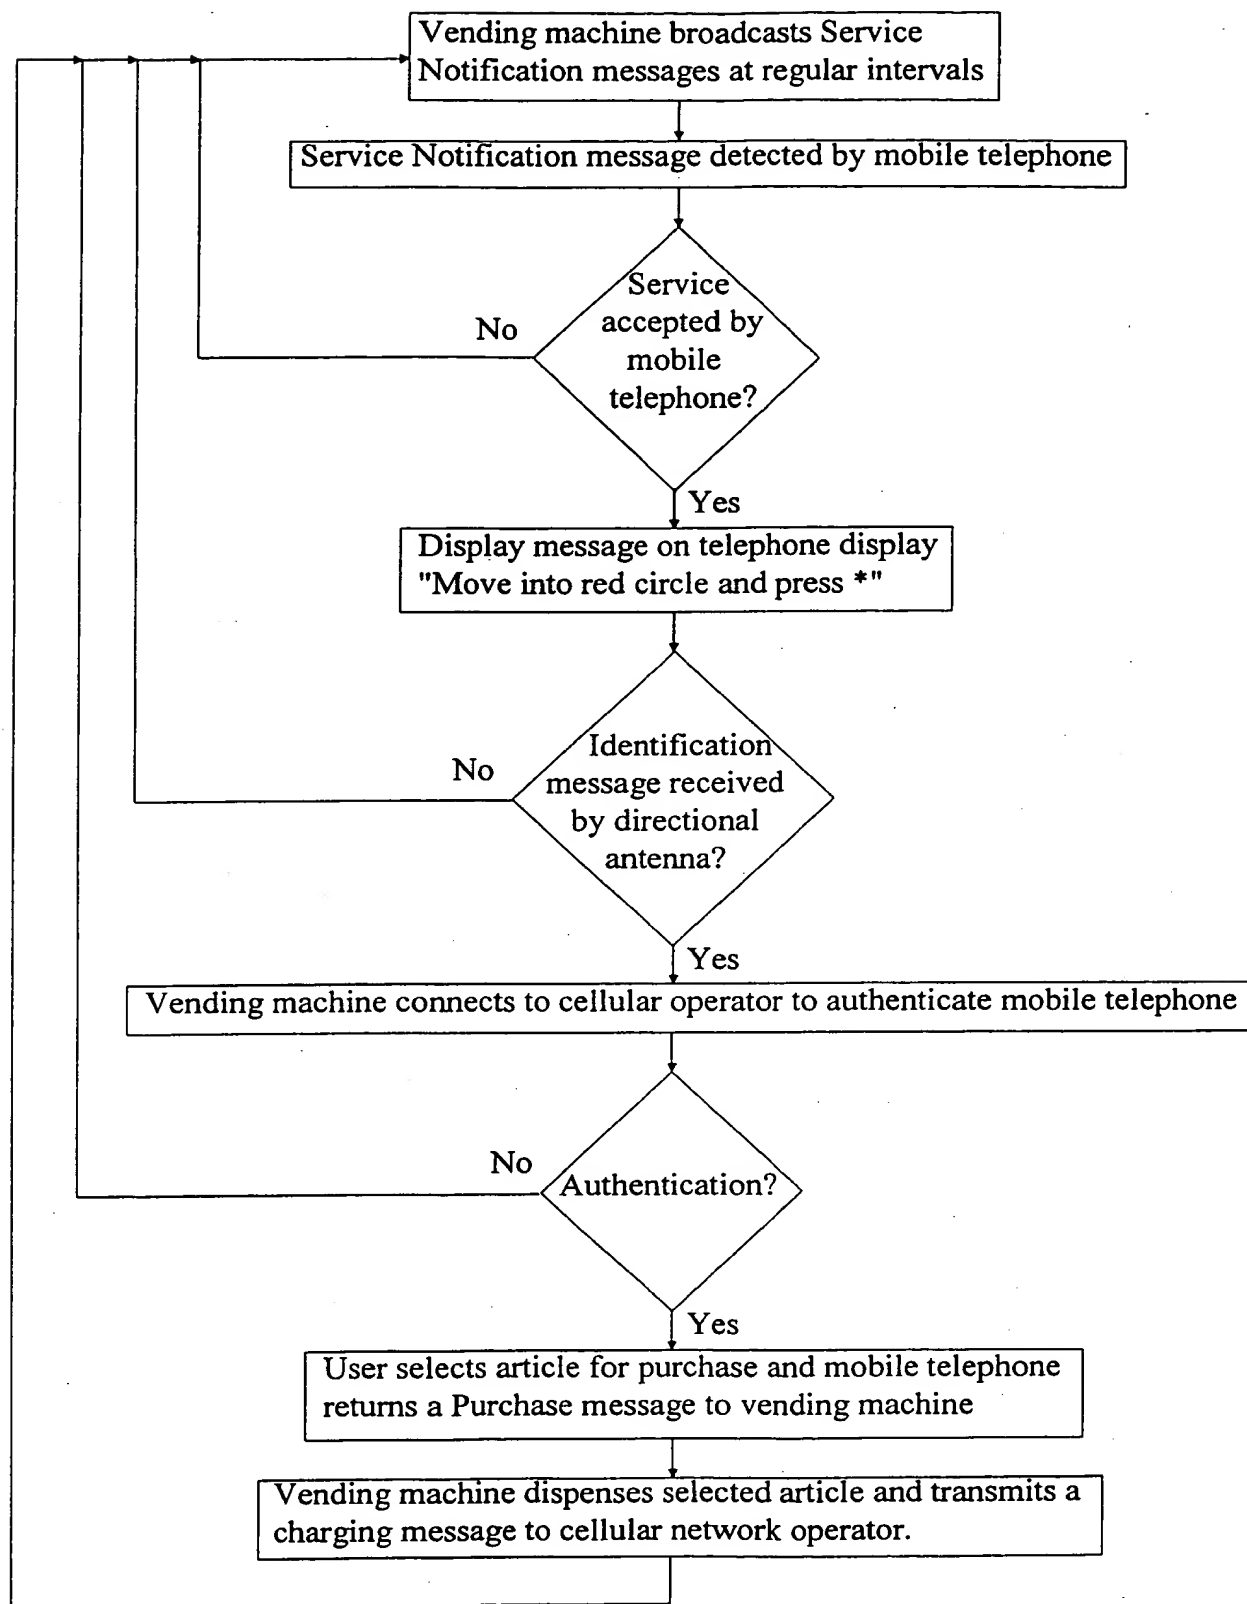 Vending machine broadcasts Service
Notification messages at regular intervals
Service Notification message detected by mobile telephone
Service
accepted by
mobile
telephone?
No
Yes
Display message on telephone display
"Move into red circle and press *"
Identification
message received
by directional
antenna?
No
Yes
Vending machine connects to cellular operator to authenticate mobile telephone
Authentication?
No
Yes
User selects article for purchase and mobile telephone
returns a Purchase message to vending machine
Vending machine dispenses selected article and transmits a
charging message to cellular network operator.